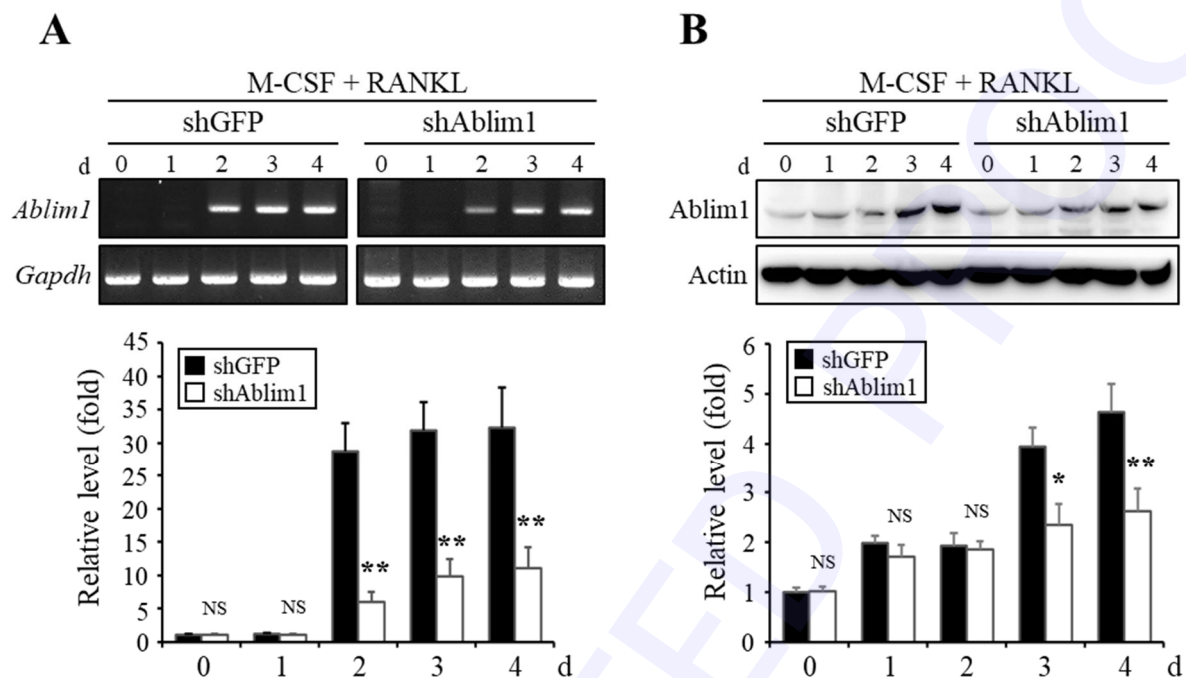 A
M-CSF + RANKL
shGFP shAblim1
d 0 1 2 3 4 0 1 2 3 4
Ablim1
Gapdh
45
40
35
30
25
20
15
10
5
0
Relative level (fold)
shGFP
shAblim1
NS NS ** ** **
0 1 2 3 4 d
B
M-CSF + RANKL
shGFP shAblim1
d 0 1 2 3 4 0 1 2 3 4
Ablim1
Actin
6
5
4
3
2
1
0
Relative level (fold)
shGFP
shAblim1
NS NS NS * **
0 1 2 3 4 d